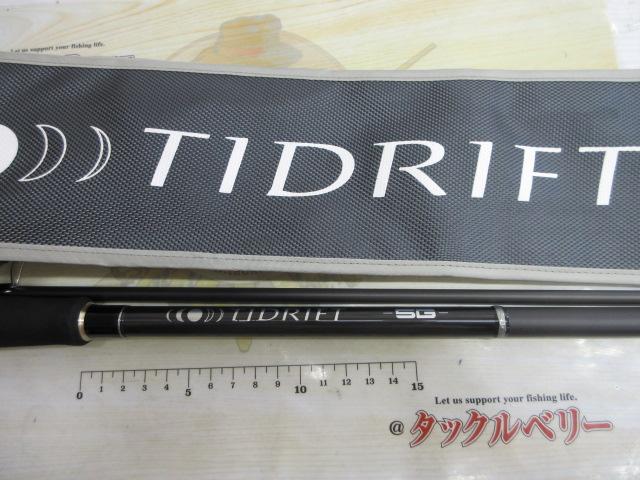 Let us support your fishing life.
TIDRIFT
TIDRIFT SG
0 1 2 3 4 5 6 7 8 9 10 11 12 13 14 15
Let us support your fishing life.
@タックルベリー